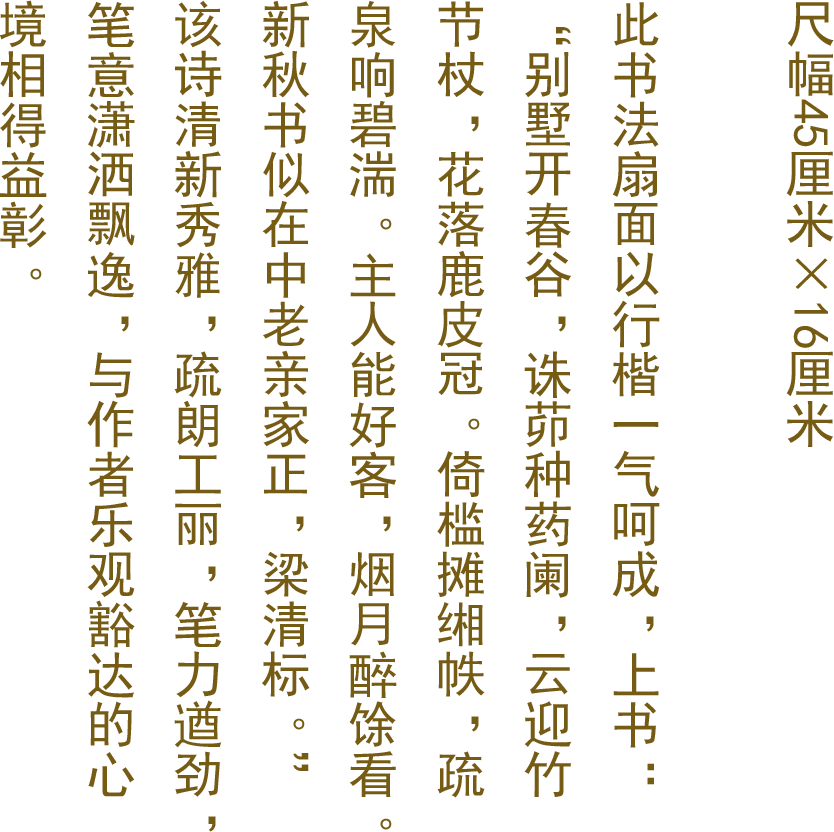 尺幅45厘米×16厘米
此书法扇面以行楷一气呵成，上书：
“别墅开春谷，诛茆种药阑，云迎竹
节杖，花落鹿皮冠。倚槛摊缃帙，疏
泉响碧湍。主人能好客，烟月醉馀看。
新秋书似在中老亲家正，梁清标。”
该诗清新秀雅，疏朗工丽，笔力遒劲，
笔意潇洒飘逸，与作者乐观豁达的心
境相得益彰。